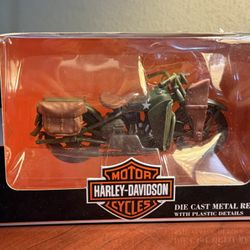 MOTOR
HARLEY-DAVIDSON
CYCLES
DIE CAST METAL RE
WITH PLASTIC DETAILS